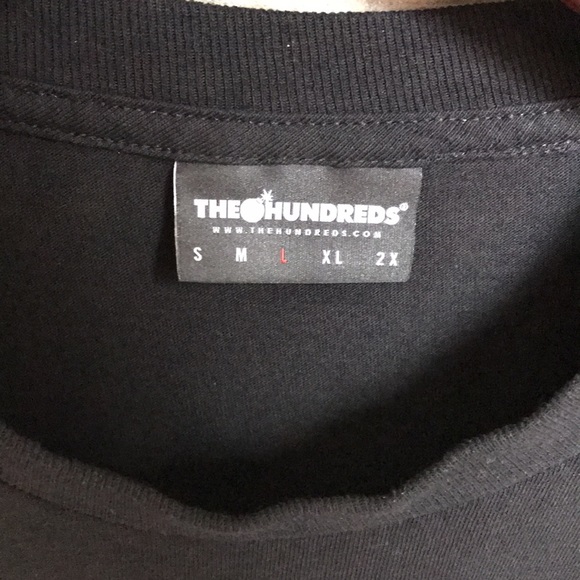 THE HUNDREDS®
WWW.THEHUNDREDS.COM
S M L XL 2X